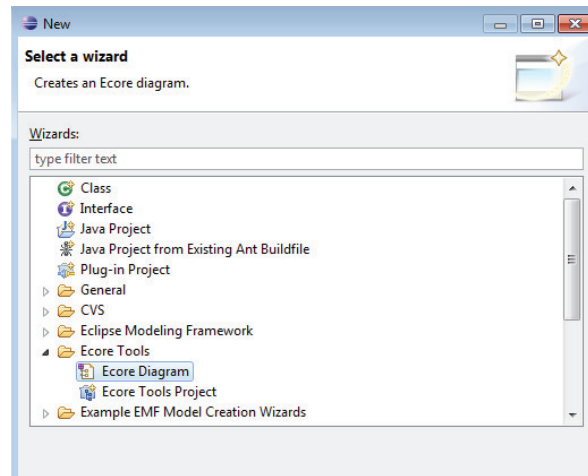 New
Select a wizard
Creates an Ecore diagram.
Wizards:
type filter text
Class
Interface
Java Project
Java Project from Existing Ant Buildfile
Plug-in Project
General
CVS
Eclipse Modeling Framework
Ecore Tools
Ecore Diagram
Ecore Tools Project
Example EMF Model Creation Wizards